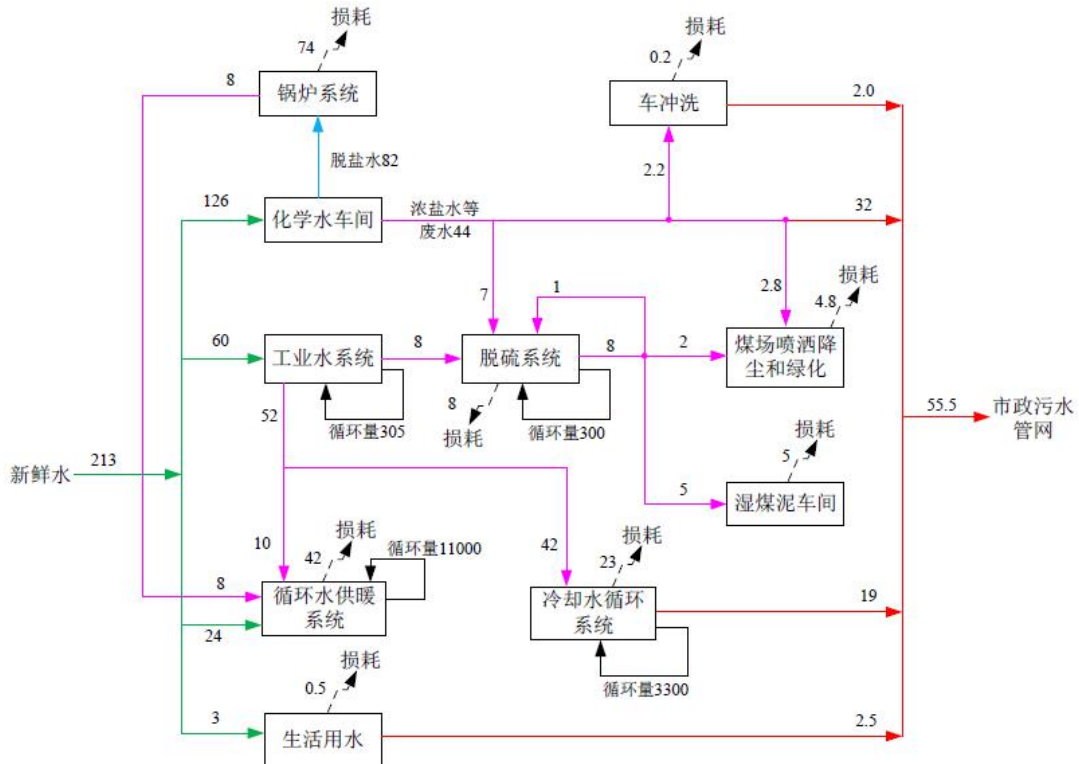 损耗
74
8
锅炉系统
脱盐水82
损耗
0.2
车冲洗
2.0
2.2
126
化学水车间
浓盐水等
废水44
32
7
1
2.8
损耗
4.8
60
工业水系统
8
脱硫系统
8
2
煤场喷洒降
尘和绿化
52
循环量305
8
损耗
循环量300
55.5
市政污水
管网
新鲜水
213
损耗
5
5
湿煤泥车间
10
损耗
42
循环量11000
42
损耗
23
8
循环水供暖
系统
24
冷却水循环
系统
19
循环量3300
损耗
0.5
3
生活用水
2.5